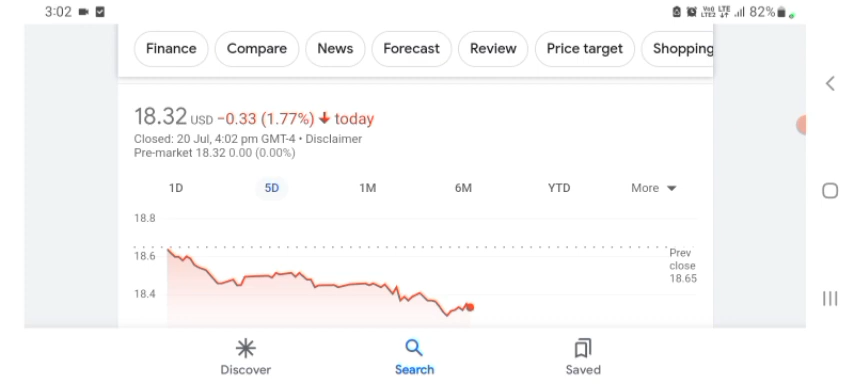 3:02
82%
Finance Compare News Forecast Review Price target Shopping
18.32 USD −0.33 (1.77%) today
Closed: 20 Jul, 4:02 pm GMT-4 • Disclaimer
Pre-market 18.32 0.00 (0.00%)
1D 5D 1M 6M YTD More
18.8
18.6
18.4
Prev
close
18.65
Discover Search Saved